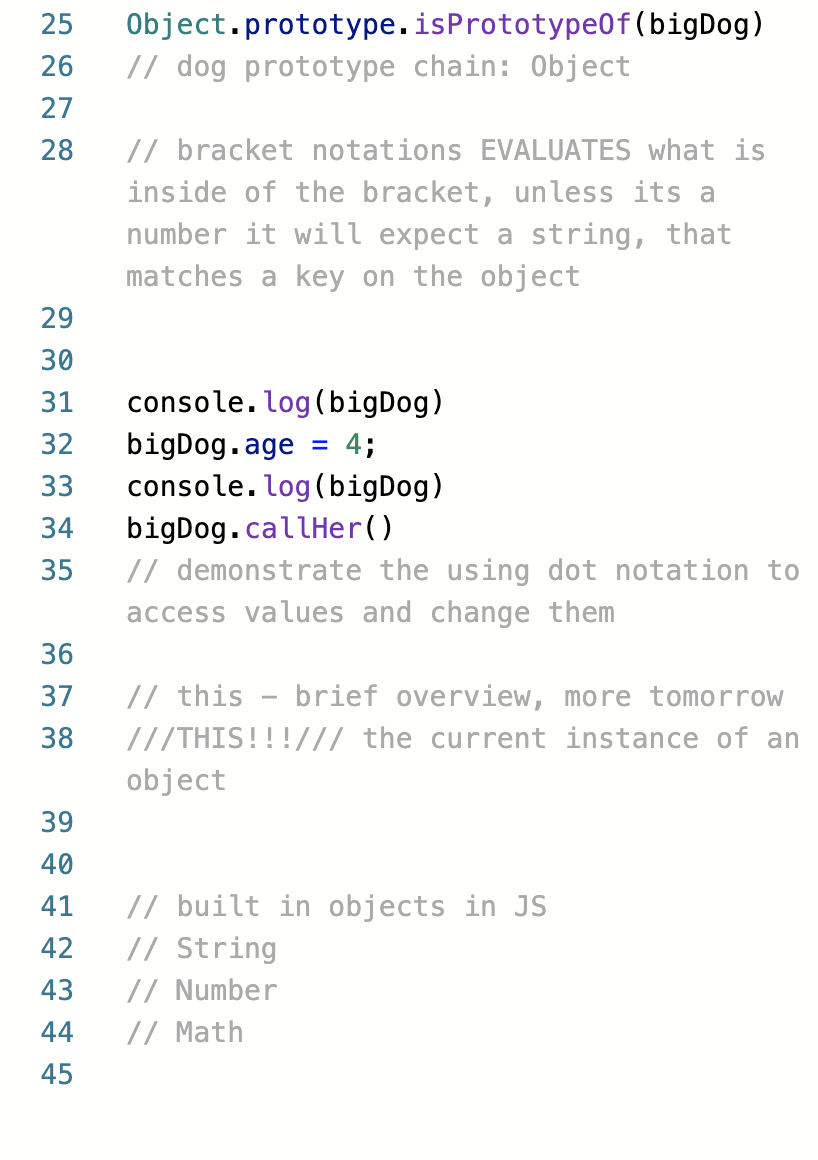 25 Object.prototype.isPrototypeOf(bigDog)
26 // dog prototype chain: Object
27
28 // bracket notations EVALUATES what is
inside of the bracket, unless its a
number it will expect a string, that
matches a key on the object
29
30
31 console.log(bigDog)
32 bigDog.age = 4;
33 console.log(bigDog)
34 bigDog.callHer()
35 // demonstrate the using dot notation to
access values and change them
36
37 // this – brief overview, more tomorrow
38 ///THIS!!!/// the current instance of an
object
39
40
41 // built in objects in JS
42 // String
43 // Number
44 // Math
45